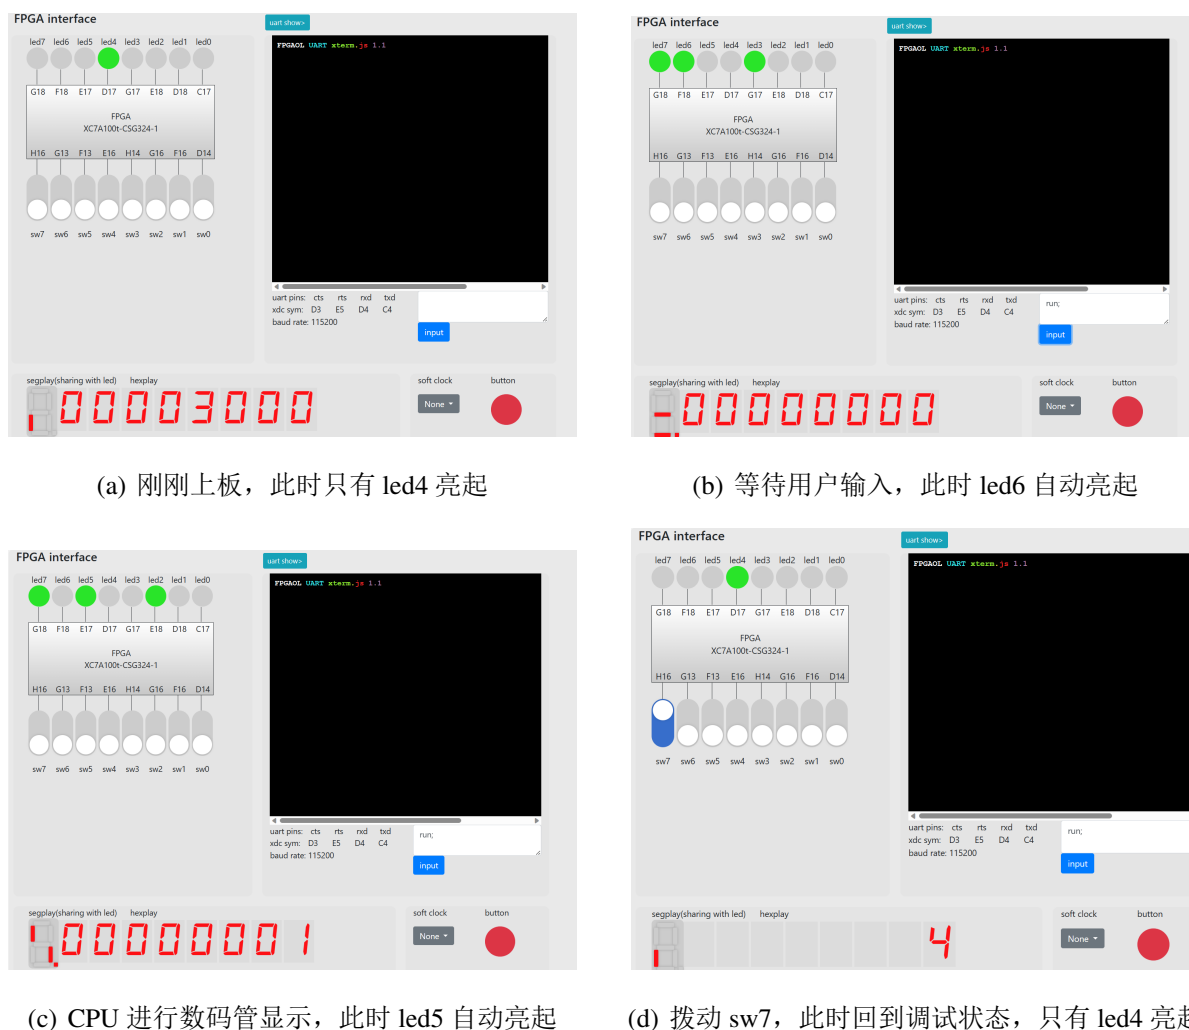 FPGA interface
uart show>
led7 led6 led5 led4 led3 led2 led1 led0
FPGAOL UART xterm.js 1.1
G18 F18 E17 D17 G17 E18 D18 C17
FPGA
XC7A100t-CSG324-1
H16 G13 F13 E16 H14 G16 F16 D14
sw7 sw6 sw5 sw4 sw3 sw2 sw1 sw0
uart pins: cts rts rxd txd
xdc sym: D3 E5 D4 C4
baud rate: 115200
input
segplay(sharing with led) hexplay
soft clock button
00003000
None
(a) 刚刚上板，此时只有 led4 亮起
FPGA interface
uart show>
led7 led6 led5 led4 led3 led2 led1 led0
FPGAOL UART xterm.js 1.1
G18 F18 E17 D17 G17 E18 D18 C17
FPGA
XC7A100t-CSG324-1
H16 G13 F13 E16 H14 G16 F16 D14
sw7 sw6 sw5 sw4 sw3 sw2 sw1 sw0
uart pins: cts rts rxd txd
xdc sym: D3 E5 D4 C4
baud rate: 115200
run;
input
segplay(sharing with led) hexplay
soft clock button
00000000
None
(b) 等待用户输入，此时 led6 自动亮起
FPGA interface
uart show>
led7 led6 led5 led4 led3 led2 led1 led0
FPGAOL UART xterm.js 1.1
G18 F18 E17 D17 G17 E18 D18 C17
FPGA
XC7A100t-CSG324-1
H16 G13 F13 E16 H14 G16 F16 D14
sw7 sw6 sw5 sw4 sw3 sw2 sw1 sw0
uart pins: cts rts rxd txd
xdc sym: D3 E5 D4 C4
baud rate: 115200
run;
input
segplay(sharing with led) hexplay
soft clock button
00000001
None
(c) CPU 进行数码管显示，此时 led5 自动亮起
FPGA interface
uart show>
led7 led6 led5 led4 led3 led2 led1 led0
FPGAOL UART xterm.js 1.1
G18 F18 E17 D17 G17 E18 D18 C17
FPGA
XC7A100t-CSG324-1
H16 G13 F13 E16 H14 G16 F16 D14
sw7 sw6 sw5 sw4 sw3 sw2 sw1 sw0
uart pins: cts rts rxd txd
xdc sym: D3 E5 D4 C4
baud rate: 115200
run;
input
segplay(sharing with led) hexplay
soft clock button
4
None
(d) 拨动 sw7，此时回到调试状态，只有 led4 亮起